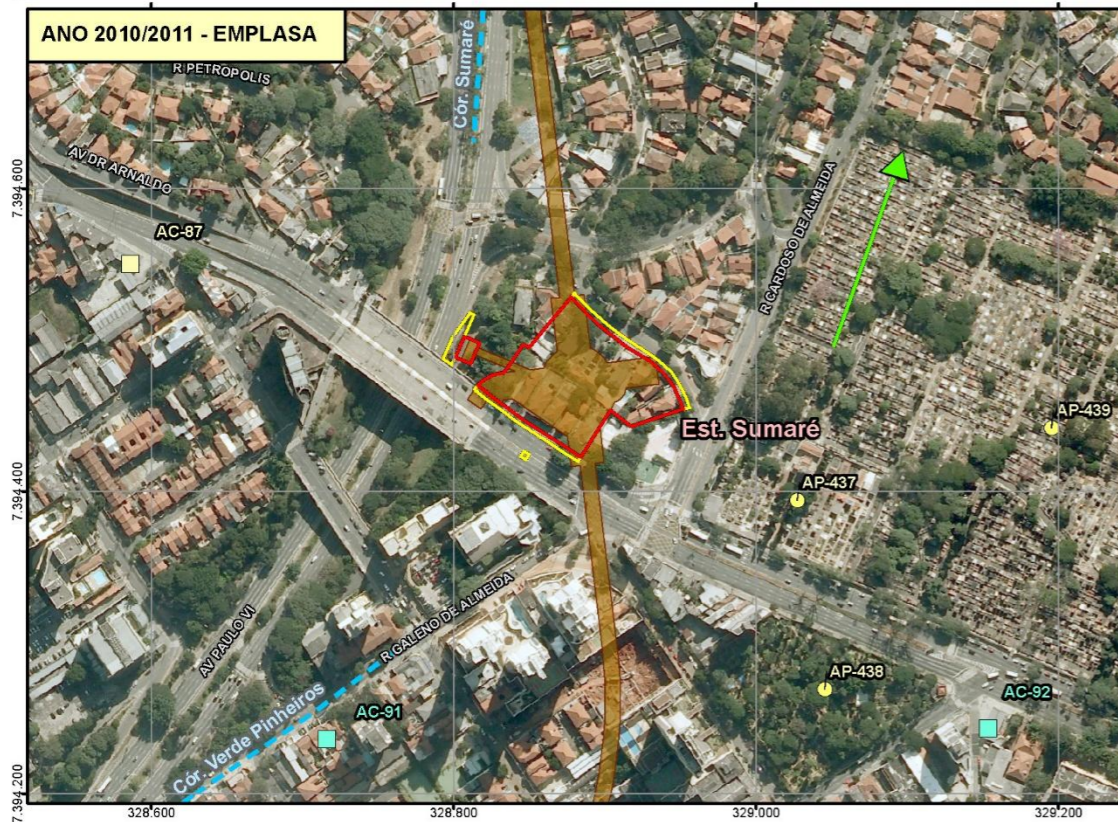 ANO 2010/2011 - EMPLASA
R PETROPOLIS
Cór. Sumaré
AV DR ARNALDO
AC-87
R CARDOSO DE ALMEIDA
7.394.600
AP-439
Est. Sumaré
AP-437
7.394.400
R GALENO DE ALMEIDA
AV PAULO VI
AP-438
AC-92
Cór. Verde Pinheiros
AC-91
7.394.200
328.600
328.800
329.000
329.200